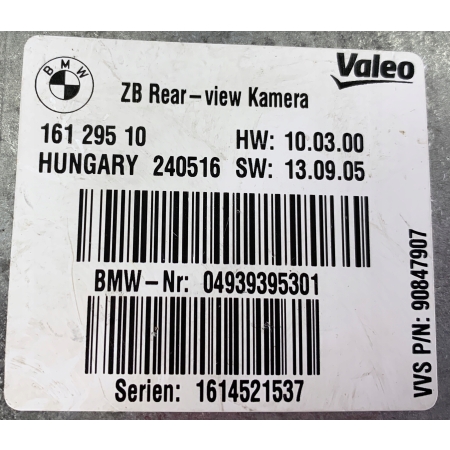 BMW
Valeo
ZB Rear-view Kamera
161 295 10 HW: 10.03.00
HUNGARY 240516 SW: 13.09.05
BMW-Nr: 04939395301
Serien: 1614521537
VVS P/N: 90847907